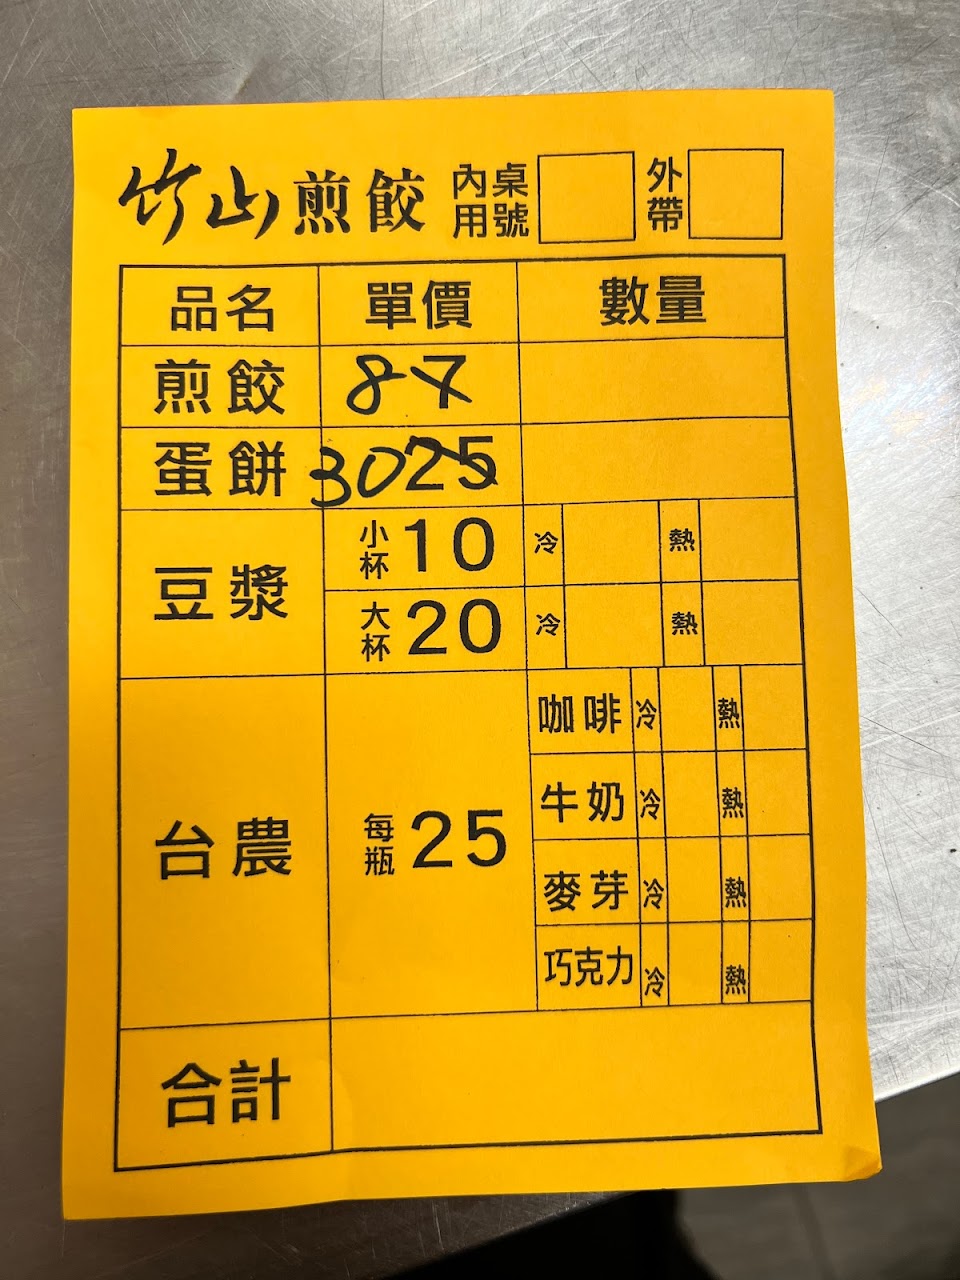 竹山煎餃 內用 桌號 外帶
品名 單價 數量
煎餃 8 7
蛋餅 30 25
豆漿 小杯 10 冷 熱
大杯 20 冷 熱
台農 每瓶 25 咖啡 冷 熱
牛奶 冷 熱
麥芽 冷 熱
巧克力 冷 熱
合計